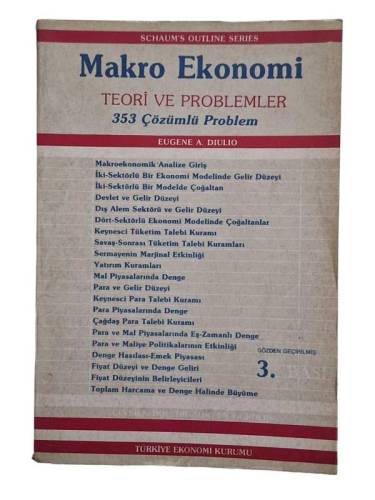 SCHAUM'S OUTLINE SERIES
Makro Ekonomi
TEORİ VE PROBLEMLER
353 Çözümlü Problem
EUGENE A. DIULIO
Makroekonomik Analize Giriş
İki-Sektörlü Bir Ekonomi Modelinde Gelir Düzeyi
İki-Sektörlü Bir Modelde Çoğaltan
Devlet ve Gelir Düzeyi
Dış Alem Sektörü ve Gelir Düzeyi
Dört-Sektörlü Ekonomi Modelinde Çoğaltanlar
Keynesci Tüketim Talebi Kuramı
Savaş-Sonrası Tüketim Talebi Kuramları
Sermayenin Marjinal Etkinliği
Yatırım Kuramları
Mal Piyasalarında Denge
Para ve Gelir Düzeyi
Keynesci Para Talebi Kuramı
Para Piyasalarında Denge
Çağdaş Para Talebi Kuramı
Para ve Mal Piyasalarında Eş-Zamanlı Denge
Para ve Maliye Politikalarının Etkinliği
Denge Hasılası-Emek Piyasası
Fiyat Düzeyi ve Denge Geliri
Fiyat Düzeyinin Belirleyicileri
Toplam Harcama ve Denge Halinde Büyüme
GÖZDEN GEÇİRİLMİŞ
3. BASI
TÜRKİYE EKONOMİ KURUMU